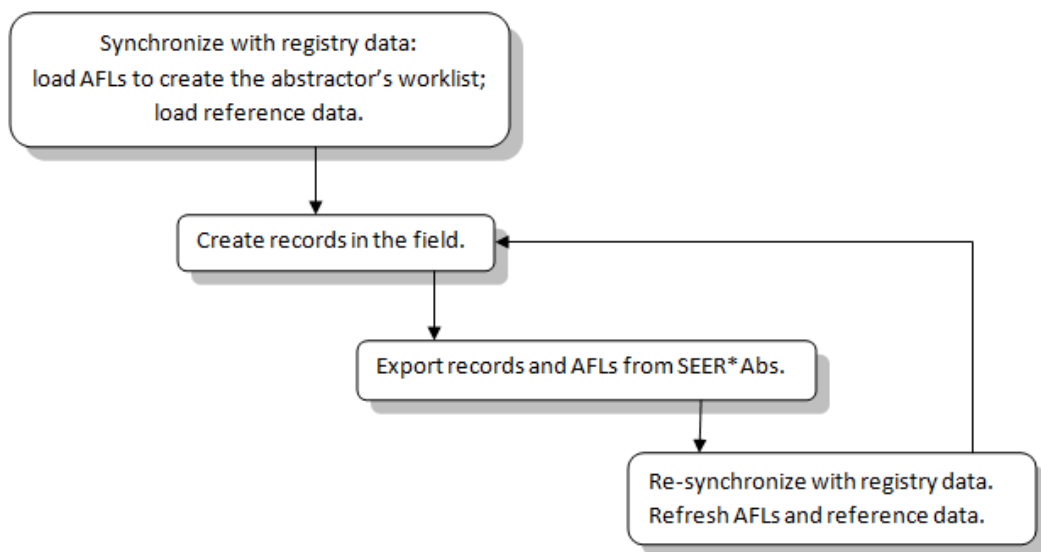 Synchronize with registry data:
load AFLs to create the abstractor’s worklist;
load reference data.
Create records in the field.
Export records and AFLs from SEER*Abs.
Re-synchronize with registry data.
Refresh AFLs and reference data.